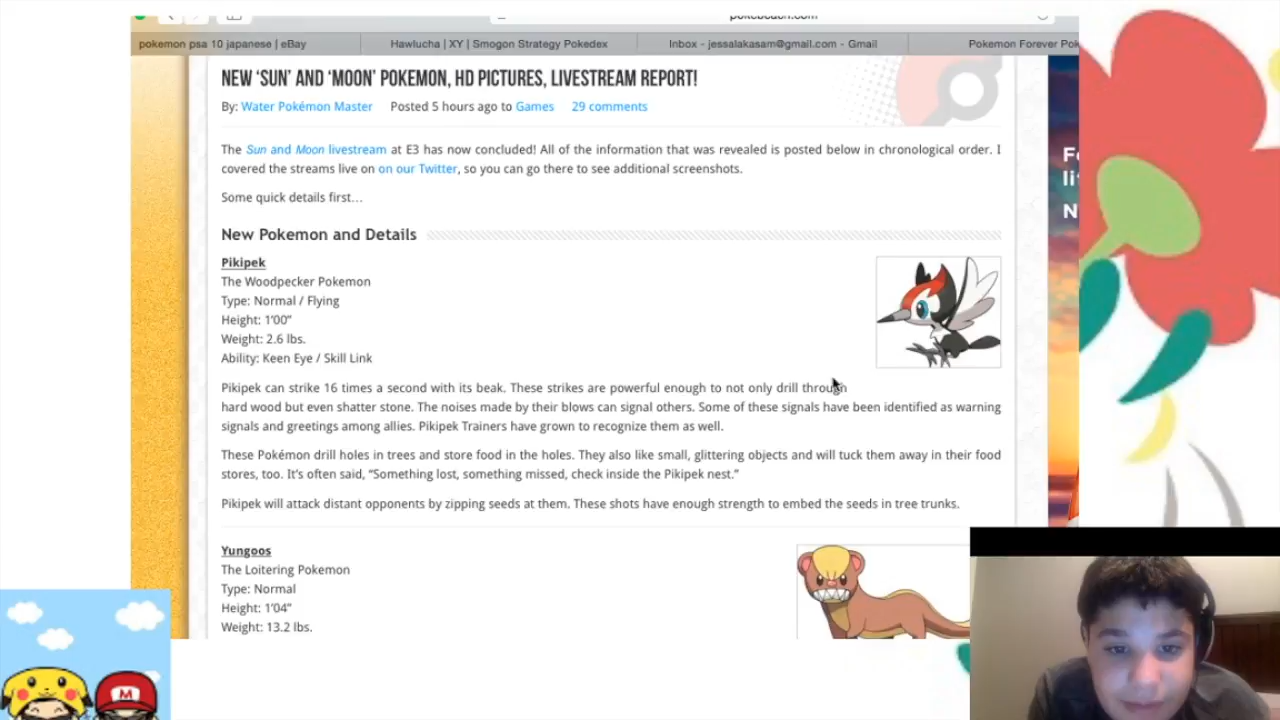 pokebeach.com
pokemon psa 10 japanese | eBay
Hawlucha | XY | Smogon Strategy Pokedex
Inbox - jessalakasam@gmail.com - Gmail
Pokemon Forever Pok
NEW ‘SUN’ AND ‘MOON’ POKEMON, HD PICTURES, LIVESTREAM REPORT!
By: Water Pokémon Master Posted 5 hours ago to Games 29 comments
The Sun and Moon livestream at E3 has now concluded! All of the information that was revealed is posted below in chronological order. I
covered the streams live on on our Twitter, so you can go there to see additional screenshots.
Some quick details first…
New Pokemon and Details
Pikipek
The Woodpecker Pokemon
Type: Normal / Flying
Height: 1’00”
Weight: 2.6 lbs.
Ability: Keen Eye / Skill Link
Pikipek can strike 16 times a second with its beak. These strikes are powerful enough to not only drill through
hard wood but even shatter stone. The noises made by their blows can signal others. Some of these signals have been identified as warning
signals and greetings among allies. Pikipek Trainers have grown to recognize them as well.
These Pokémon drill holes in trees and store food in the holes. They also like small, glittering objects and will tuck them away in their food
stores, too. It’s often said, “Something lost, something missed, check inside the Pikipek nest.”
Pikipek will attack distant opponents by zipping seeds at them. These shots have enough strength to embed the seeds in tree trunks.
Yungoos
The Loitering Pokemon
Type: Normal
Height: 1’04”
Weight: 13.2 lbs.
M